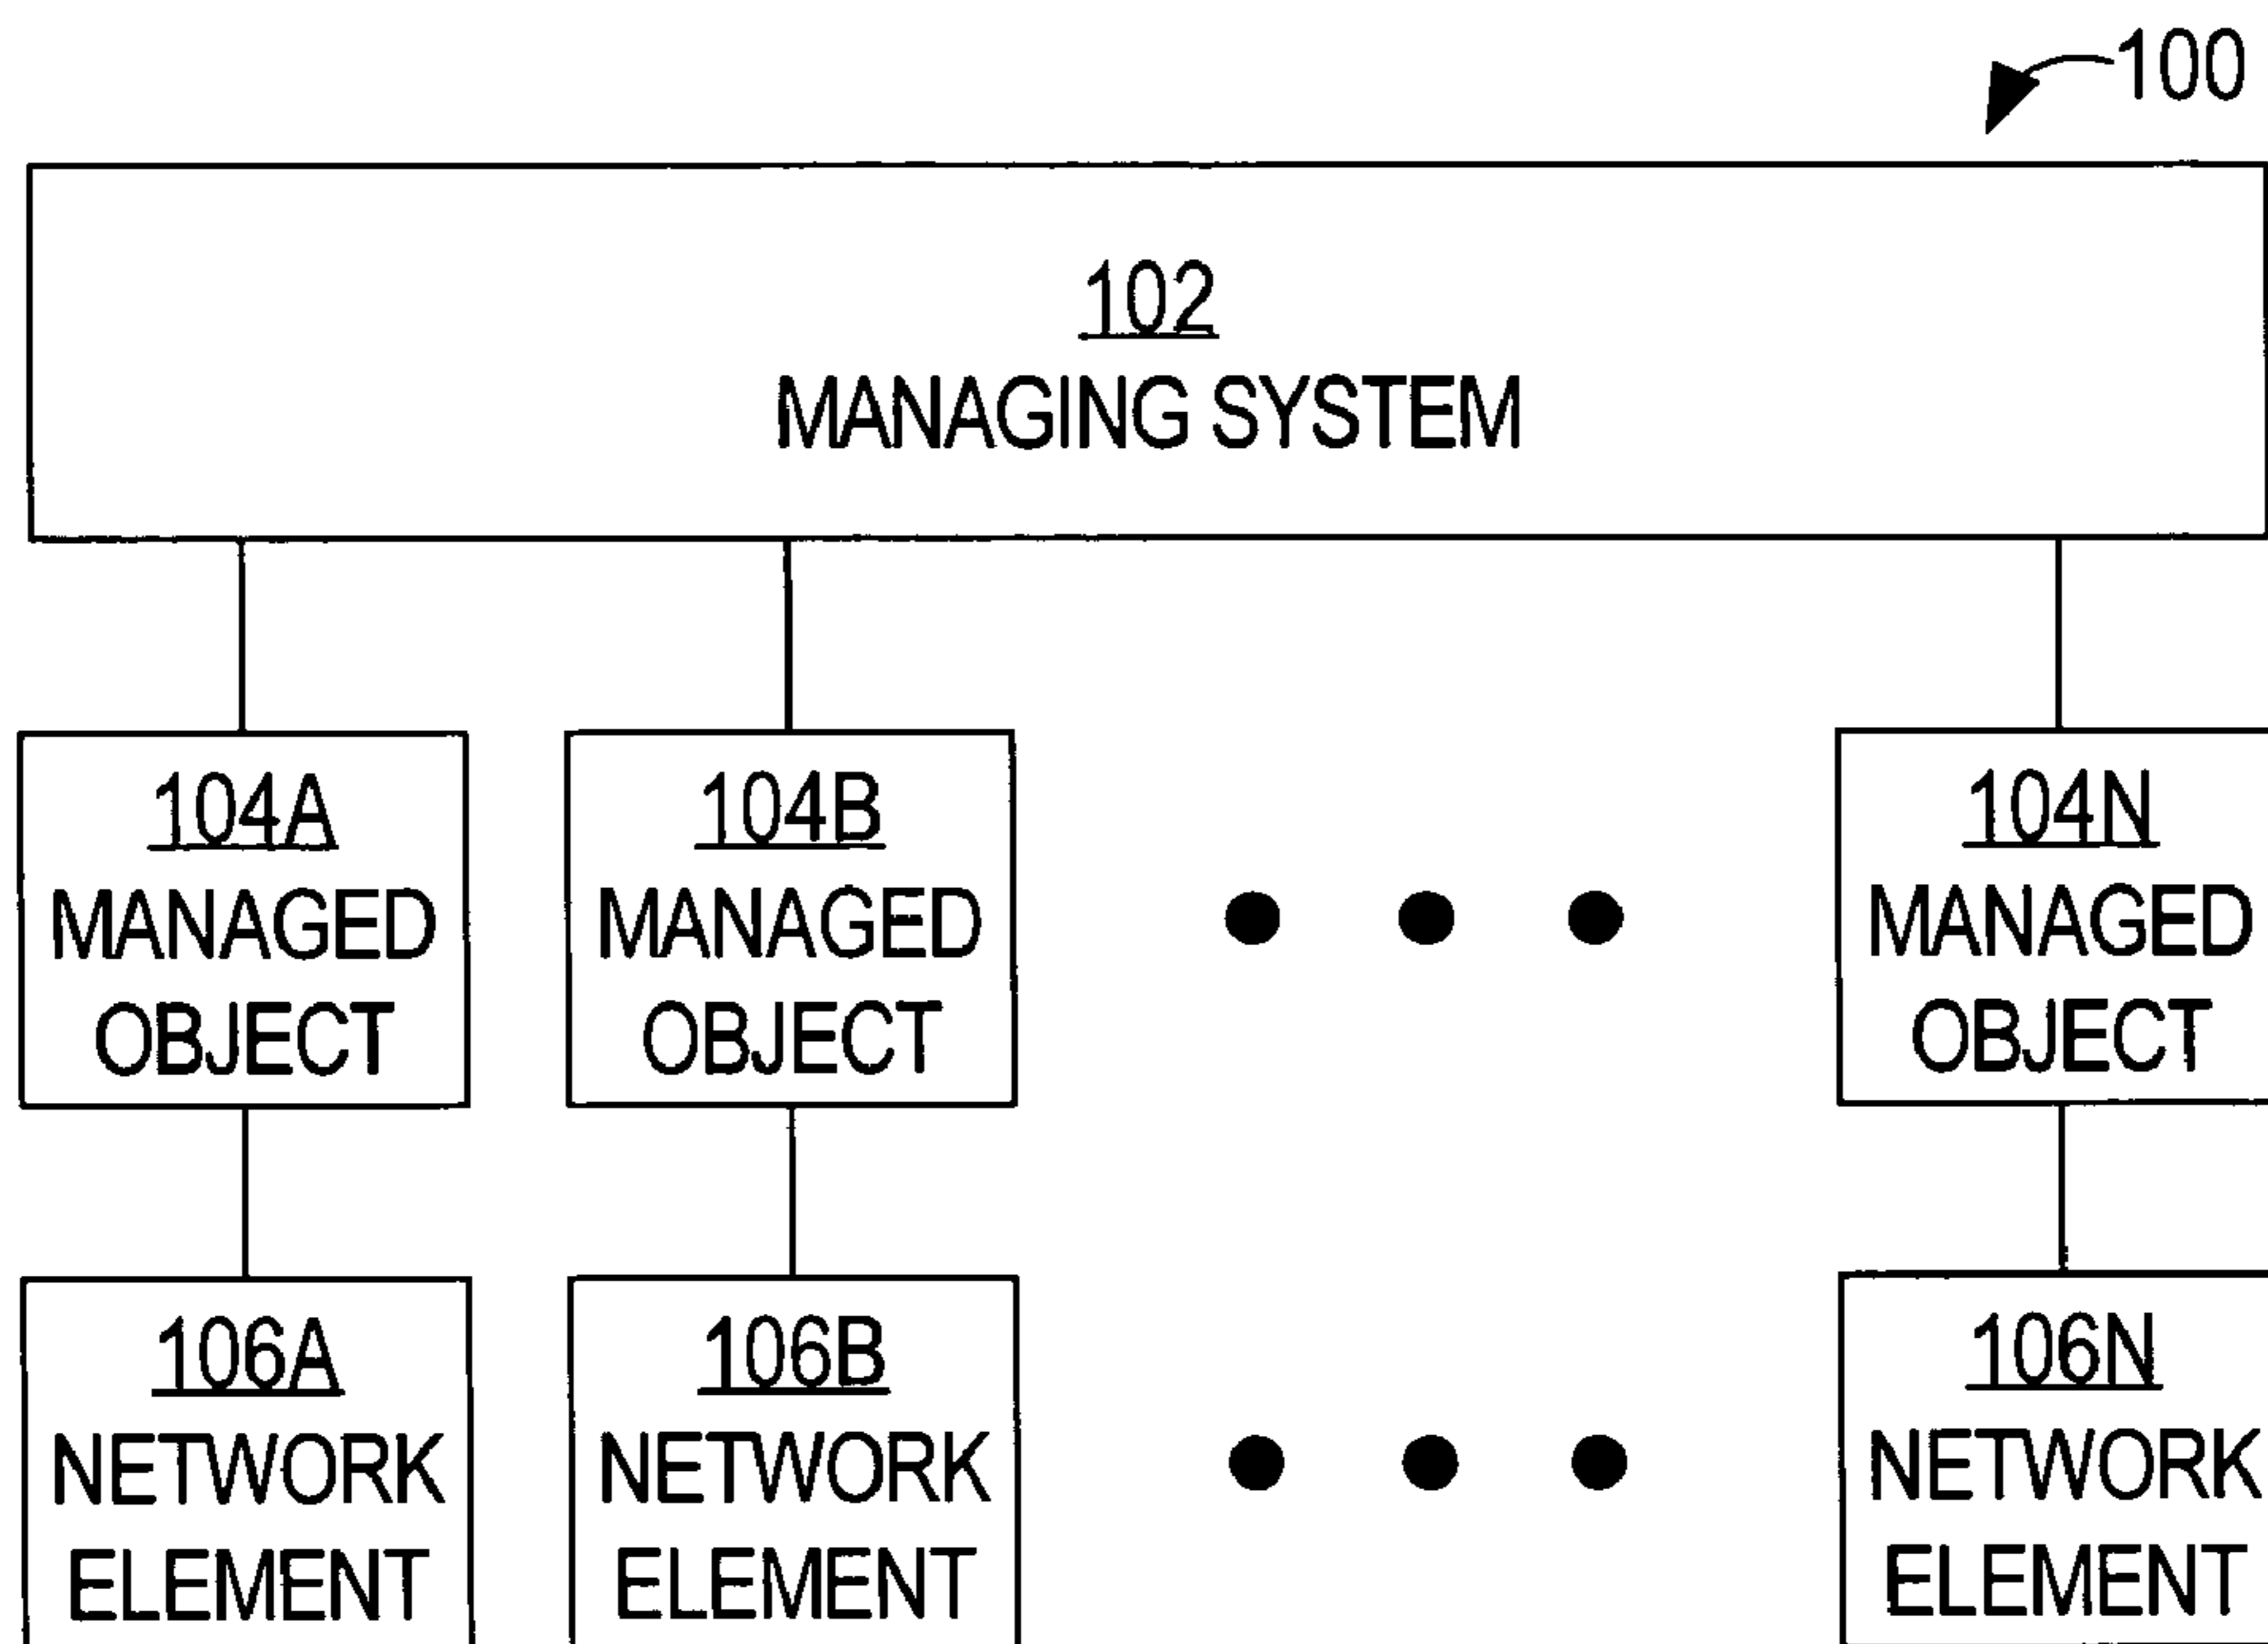 100
102
MANAGING SYSTEM
104A
MANAGED
OBJECT
104B
MANAGED
OBJECT
104N
MANAGED
OBJECT
106A
NETWORK
ELEMENT
106B
NETWORK
ELEMENT
106N
NETWORK
ELEMENT